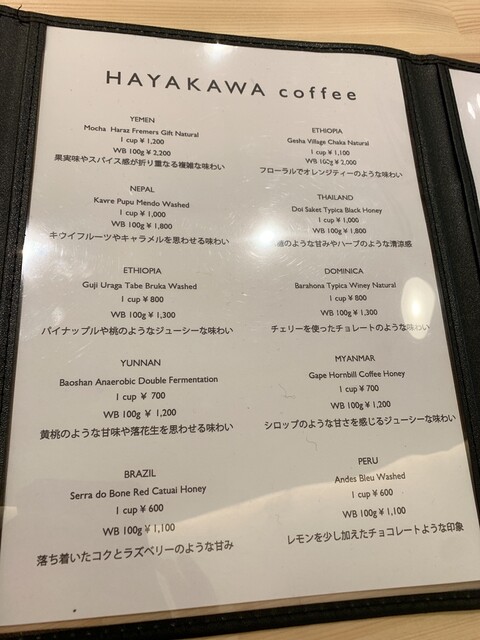 HAYAKAWA coffee
YEMEN
Mocha Haraz Fremers Gift Natural
1 cup ¥ 1,200
WB 100g ¥ 2,200
果実味やスパイス感が折り重なる複雑な味わい
ETHIOPIA
Gesha Village Chaka Natural
1 cup ¥ 1,100
WB 100g ¥ 2,000
フローラルでオレンジティーのような味わい
NEPAL
Kavre Pupu Mendo Washed
1 cup ¥ 1,000
WB 100g ¥ 1,800
キウイフルーツやキャラメルを思わせる味わい
THAILAND
Doi Saket Typica Black Honey
1 cup ¥ 1,000
WB 100g ¥ 1,800
のような甘みやハーブのような清涼感
ETHIOPIA
Guji Uraga Tabe Bruka Washed
1 cup ¥ 800
WB 100g ¥ 1,300
パイナップルや桃のようなジューシーな味わい
DOMINICA
Barahona Typica Winey Natural
1 cup ¥ 800
WB 100g ¥ 1,300
チェリーを使ったチョレートのような味わい
YUNNAN
Baoshan Anaerobic Double Fermentation
1 cup ¥ 700
WB 100g ¥ 1,200
黄桃のような甘味や落花生を思わせる味わい
MYANMAR
Gape Hornbill Coffee Honey
1 cup ¥ 700
WB 100g ¥ 1,200
シロップのような甘さを感じるジューシーな味わい
BRAZIL
Serra do Bone Red Catuai Honey
1 cup ¥ 600
WB 100g ¥ 1,100
落ち着いたコクとラズベリーのような甘み
PERU
Andes Bleu Washed
1 cup ¥ 600
WB 100g ¥ 1,100
レモンを少し加えたチョコレートような印象